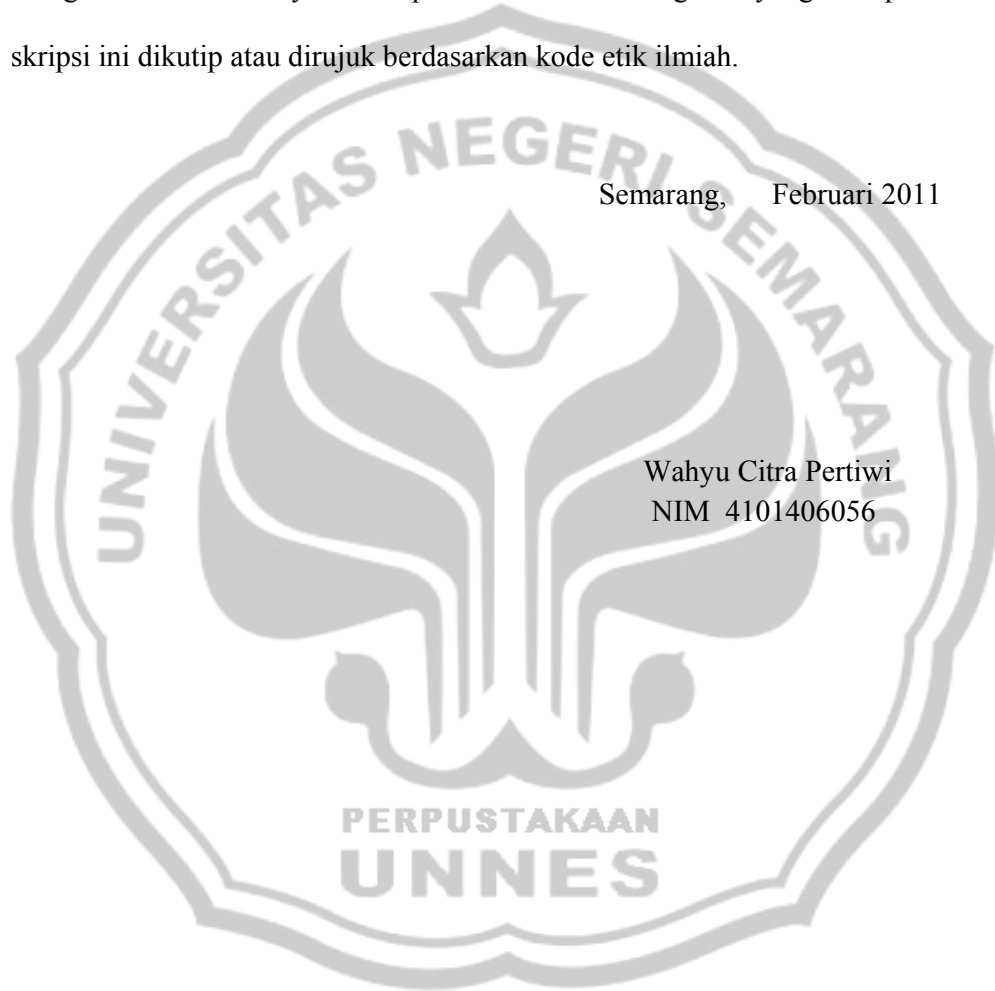 skripsi ini dikutip atau dirujuk berdasarkan kode etik ilmiah.
UNIVERSITAS NEGERI SEMARANG
Semarang, Februari 2011
Wahyu Citra Pertiwi
NIM 4101406056
PERPUSTAKAAN
UNNES